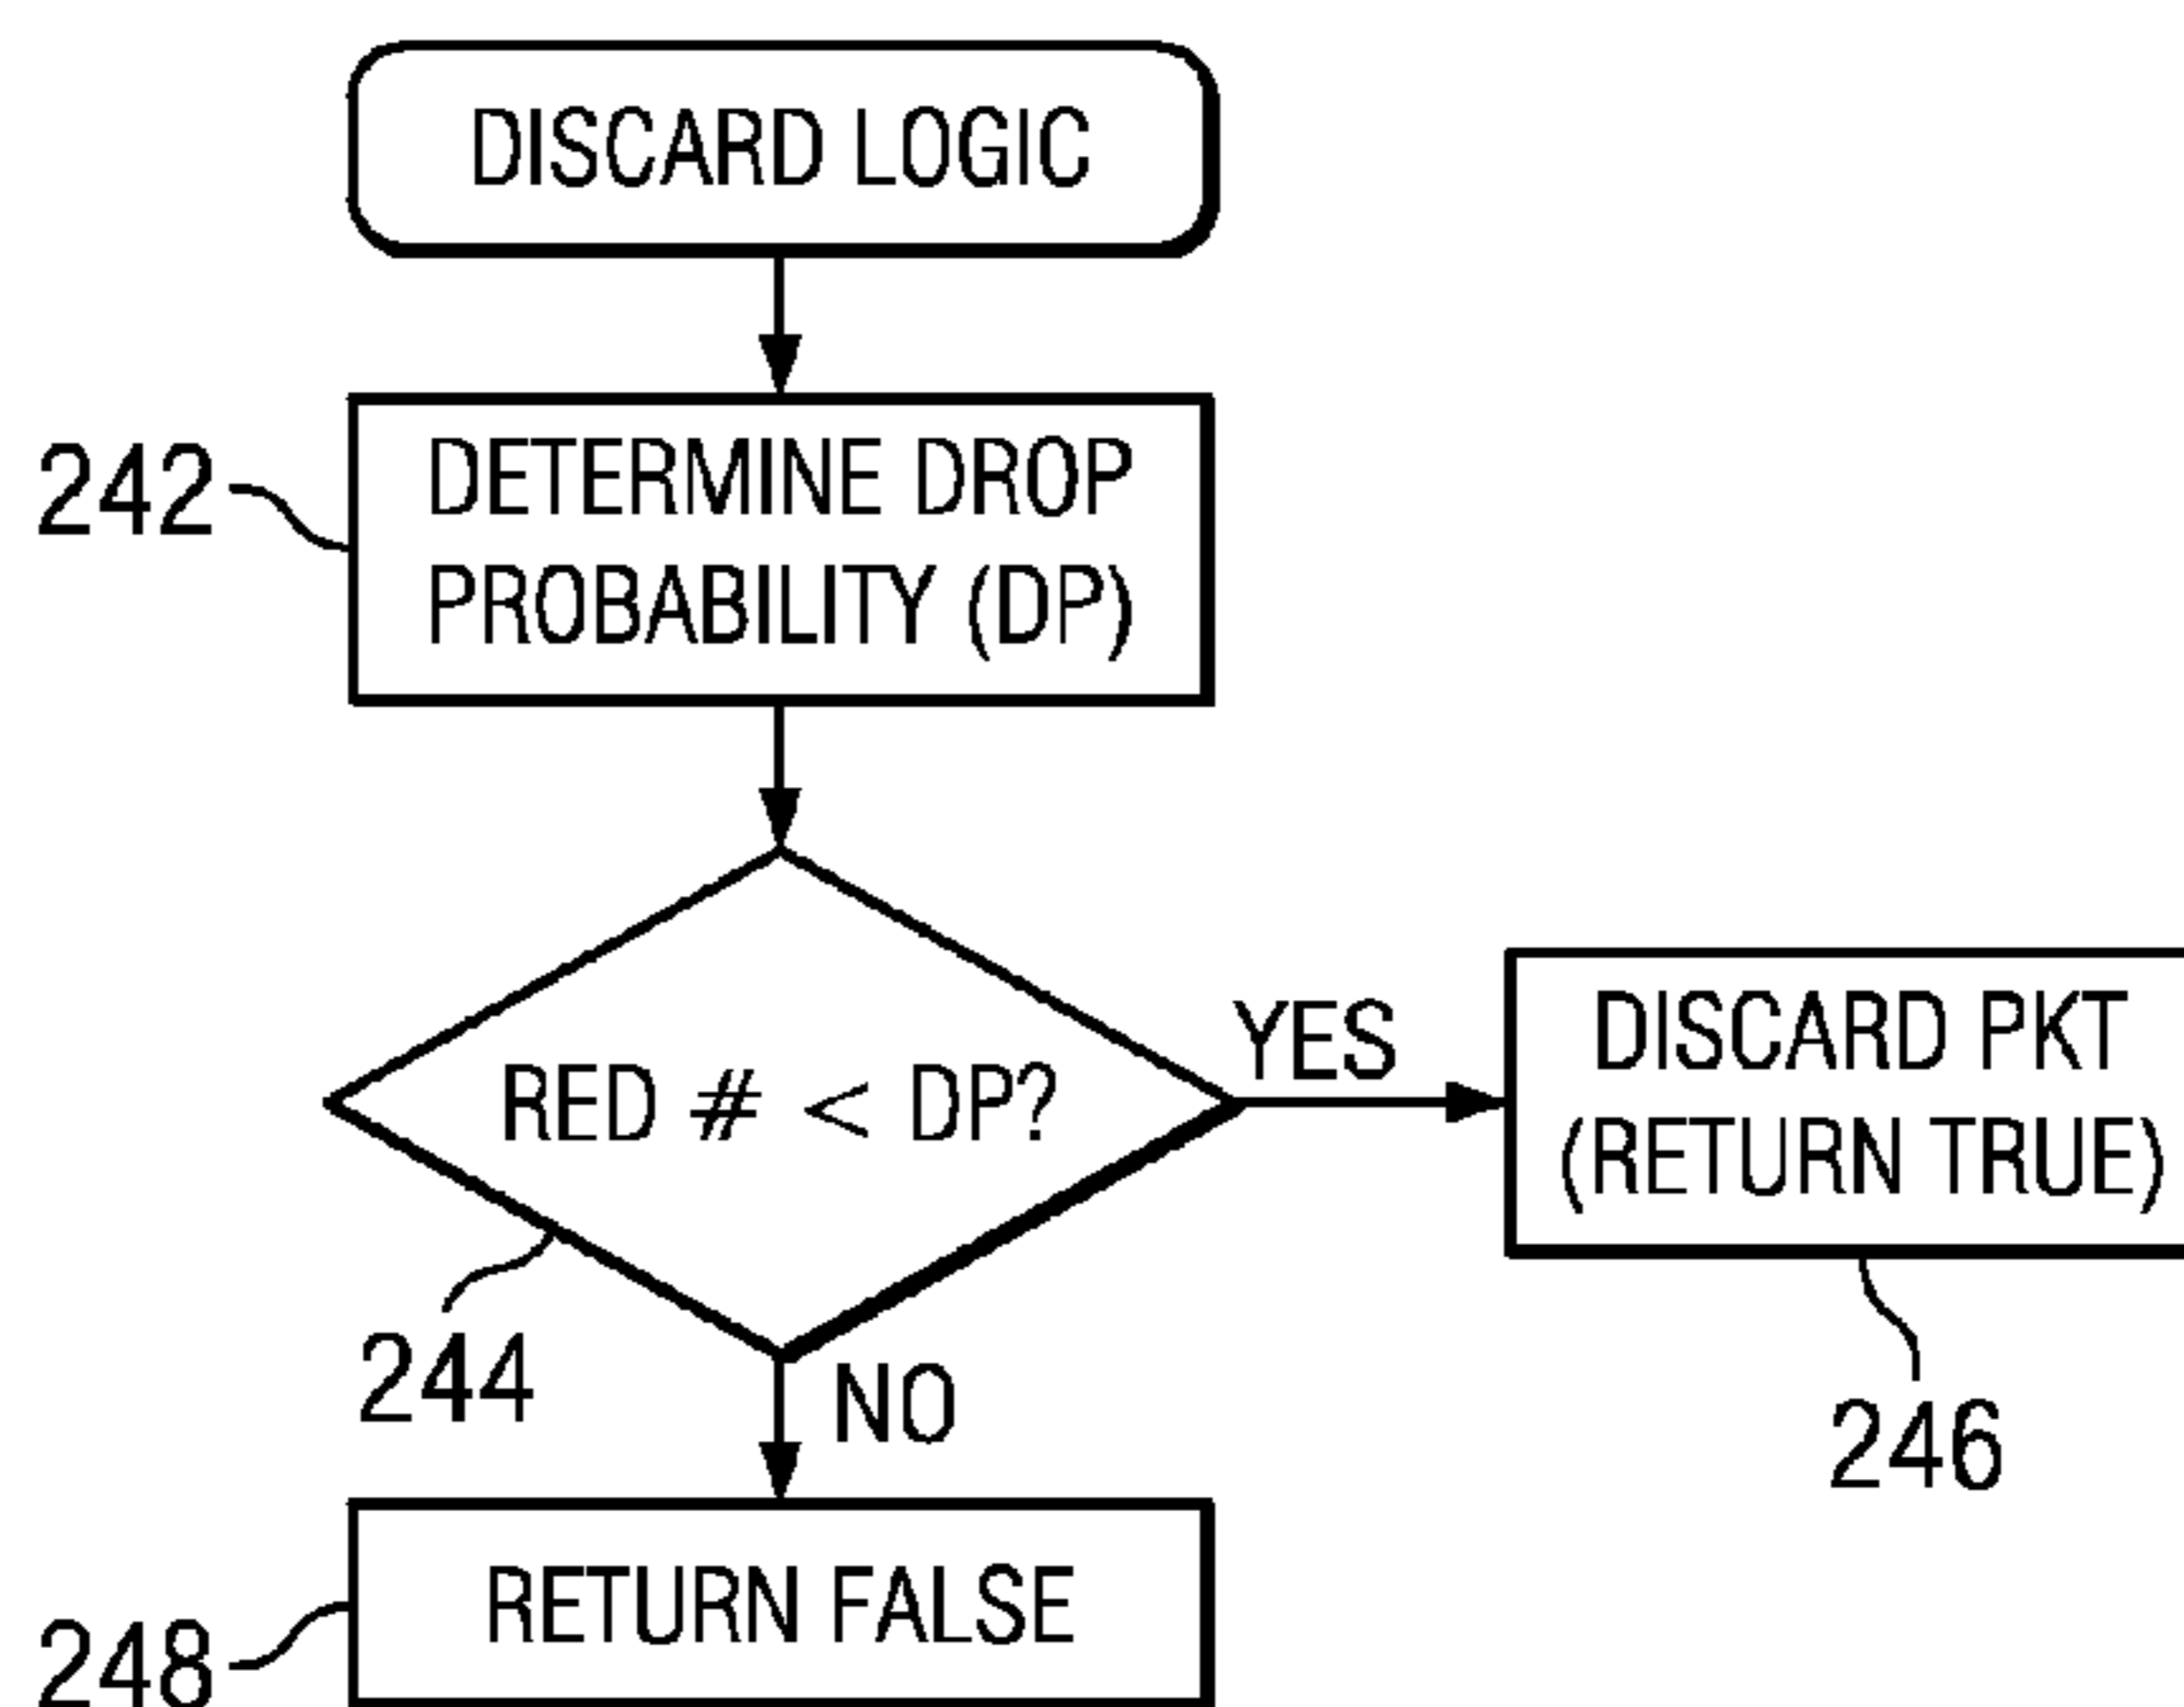 DISCARD LOGIC
242
DETERMINE DROP
PROBABILITY (DP)
RED # < DP?
YES
DISCARD PKT
(RETURN TRUE)
244
NO
246
RETURN FALSE
248